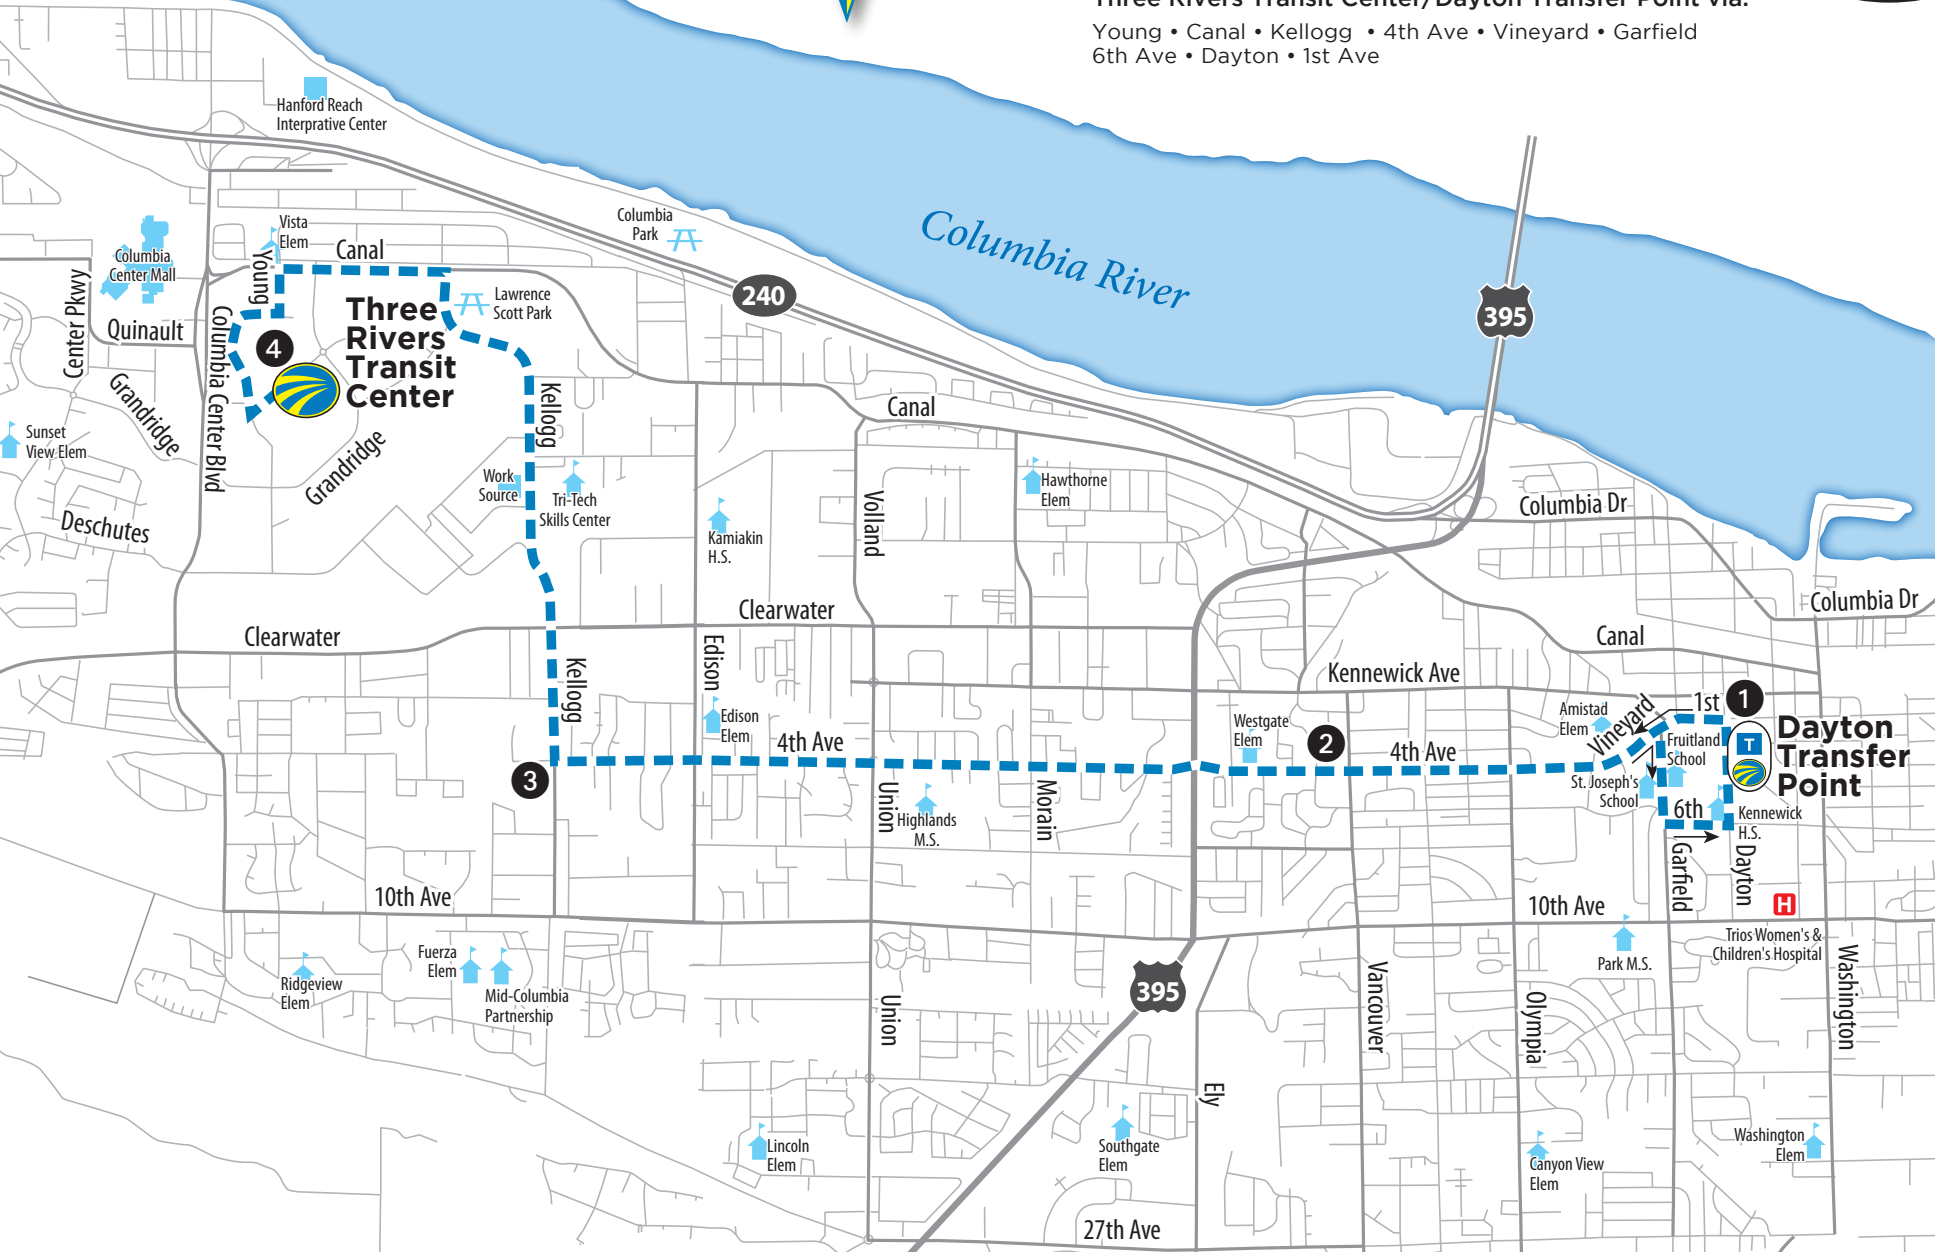 Three Rivers Transit Center/Dayton Transfer Point via:
Young • Canal • Kellogg • 4th Ave • Vineyard • Garfield
6th Ave • Dayton • 1st Ave
Hanford Reach
Interprative Center
Columbia
Park
Columbia River
240
395
Vista
Elem
Canal
Young
Columbia
Center Mall
Center Pkwy
Quinault
Columbia Center Blvd
Grandridge
4
Three
Rivers
Transit
Center
Lawrence
Scott Park
Kellogg
Grandridge
Sunset
View Elem
Deschutes
Work
Source
Tri-Tech
Skills Center
Kamiakin
H.S.
Canal
Volland
Hawthorne
Elem
Columbia Dr
Columbia Dr
Canal
Clearwater
Clearwater
Kellogg
Edison
Edison
Elem
4th Ave
Kennewick Ave
Westgate
Elem
2
4th Ave
Amistad
Elem
Vineyard
1st
1
Fruitland
School
Dayton
Transfer
Point
T
St. Joseph's
School
6th
Kennewick
H.S.
Garfield
Dayton
3
Union
Highlands
M.S.
Morain
10th Ave
10th Ave
H
Trios Women's &
Children's Hospital
Park M.S.
Washington
Ridgeview
Elem
Fuerza
Elem
Mid-Columbia
Partnership
Union
395
Vancouver
Olympia
Ely
Lincoln
Elem
Southgate
Elem
Canyon View
Elem
Washington
Elem
27th Ave